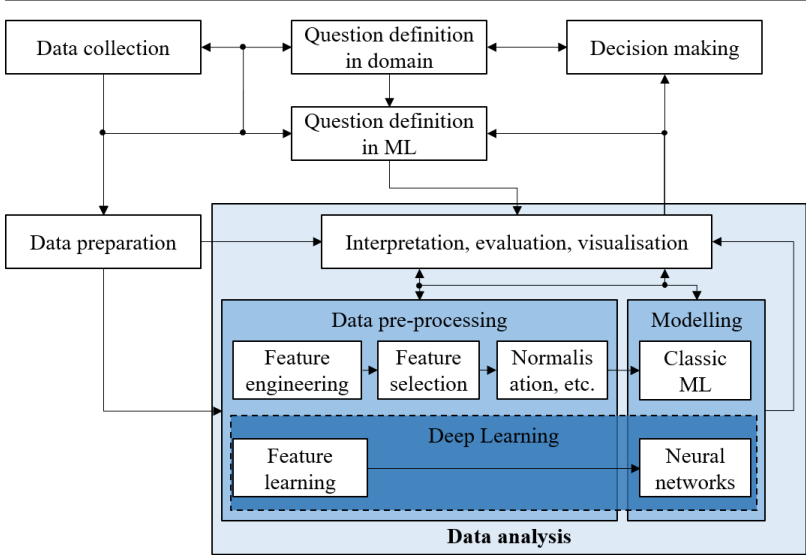 Data collection
Question definition
in domain
Decision making
Question definition
in ML
Data preparation
Interpretation, evaluation, visualisation
Data pre-processing
Modelling
Feature
engineering
Feature
selection
Normalis
ation, etc.
Classic
ML
Deep Learning
Feature
learning
Neural
networks
Data analysis